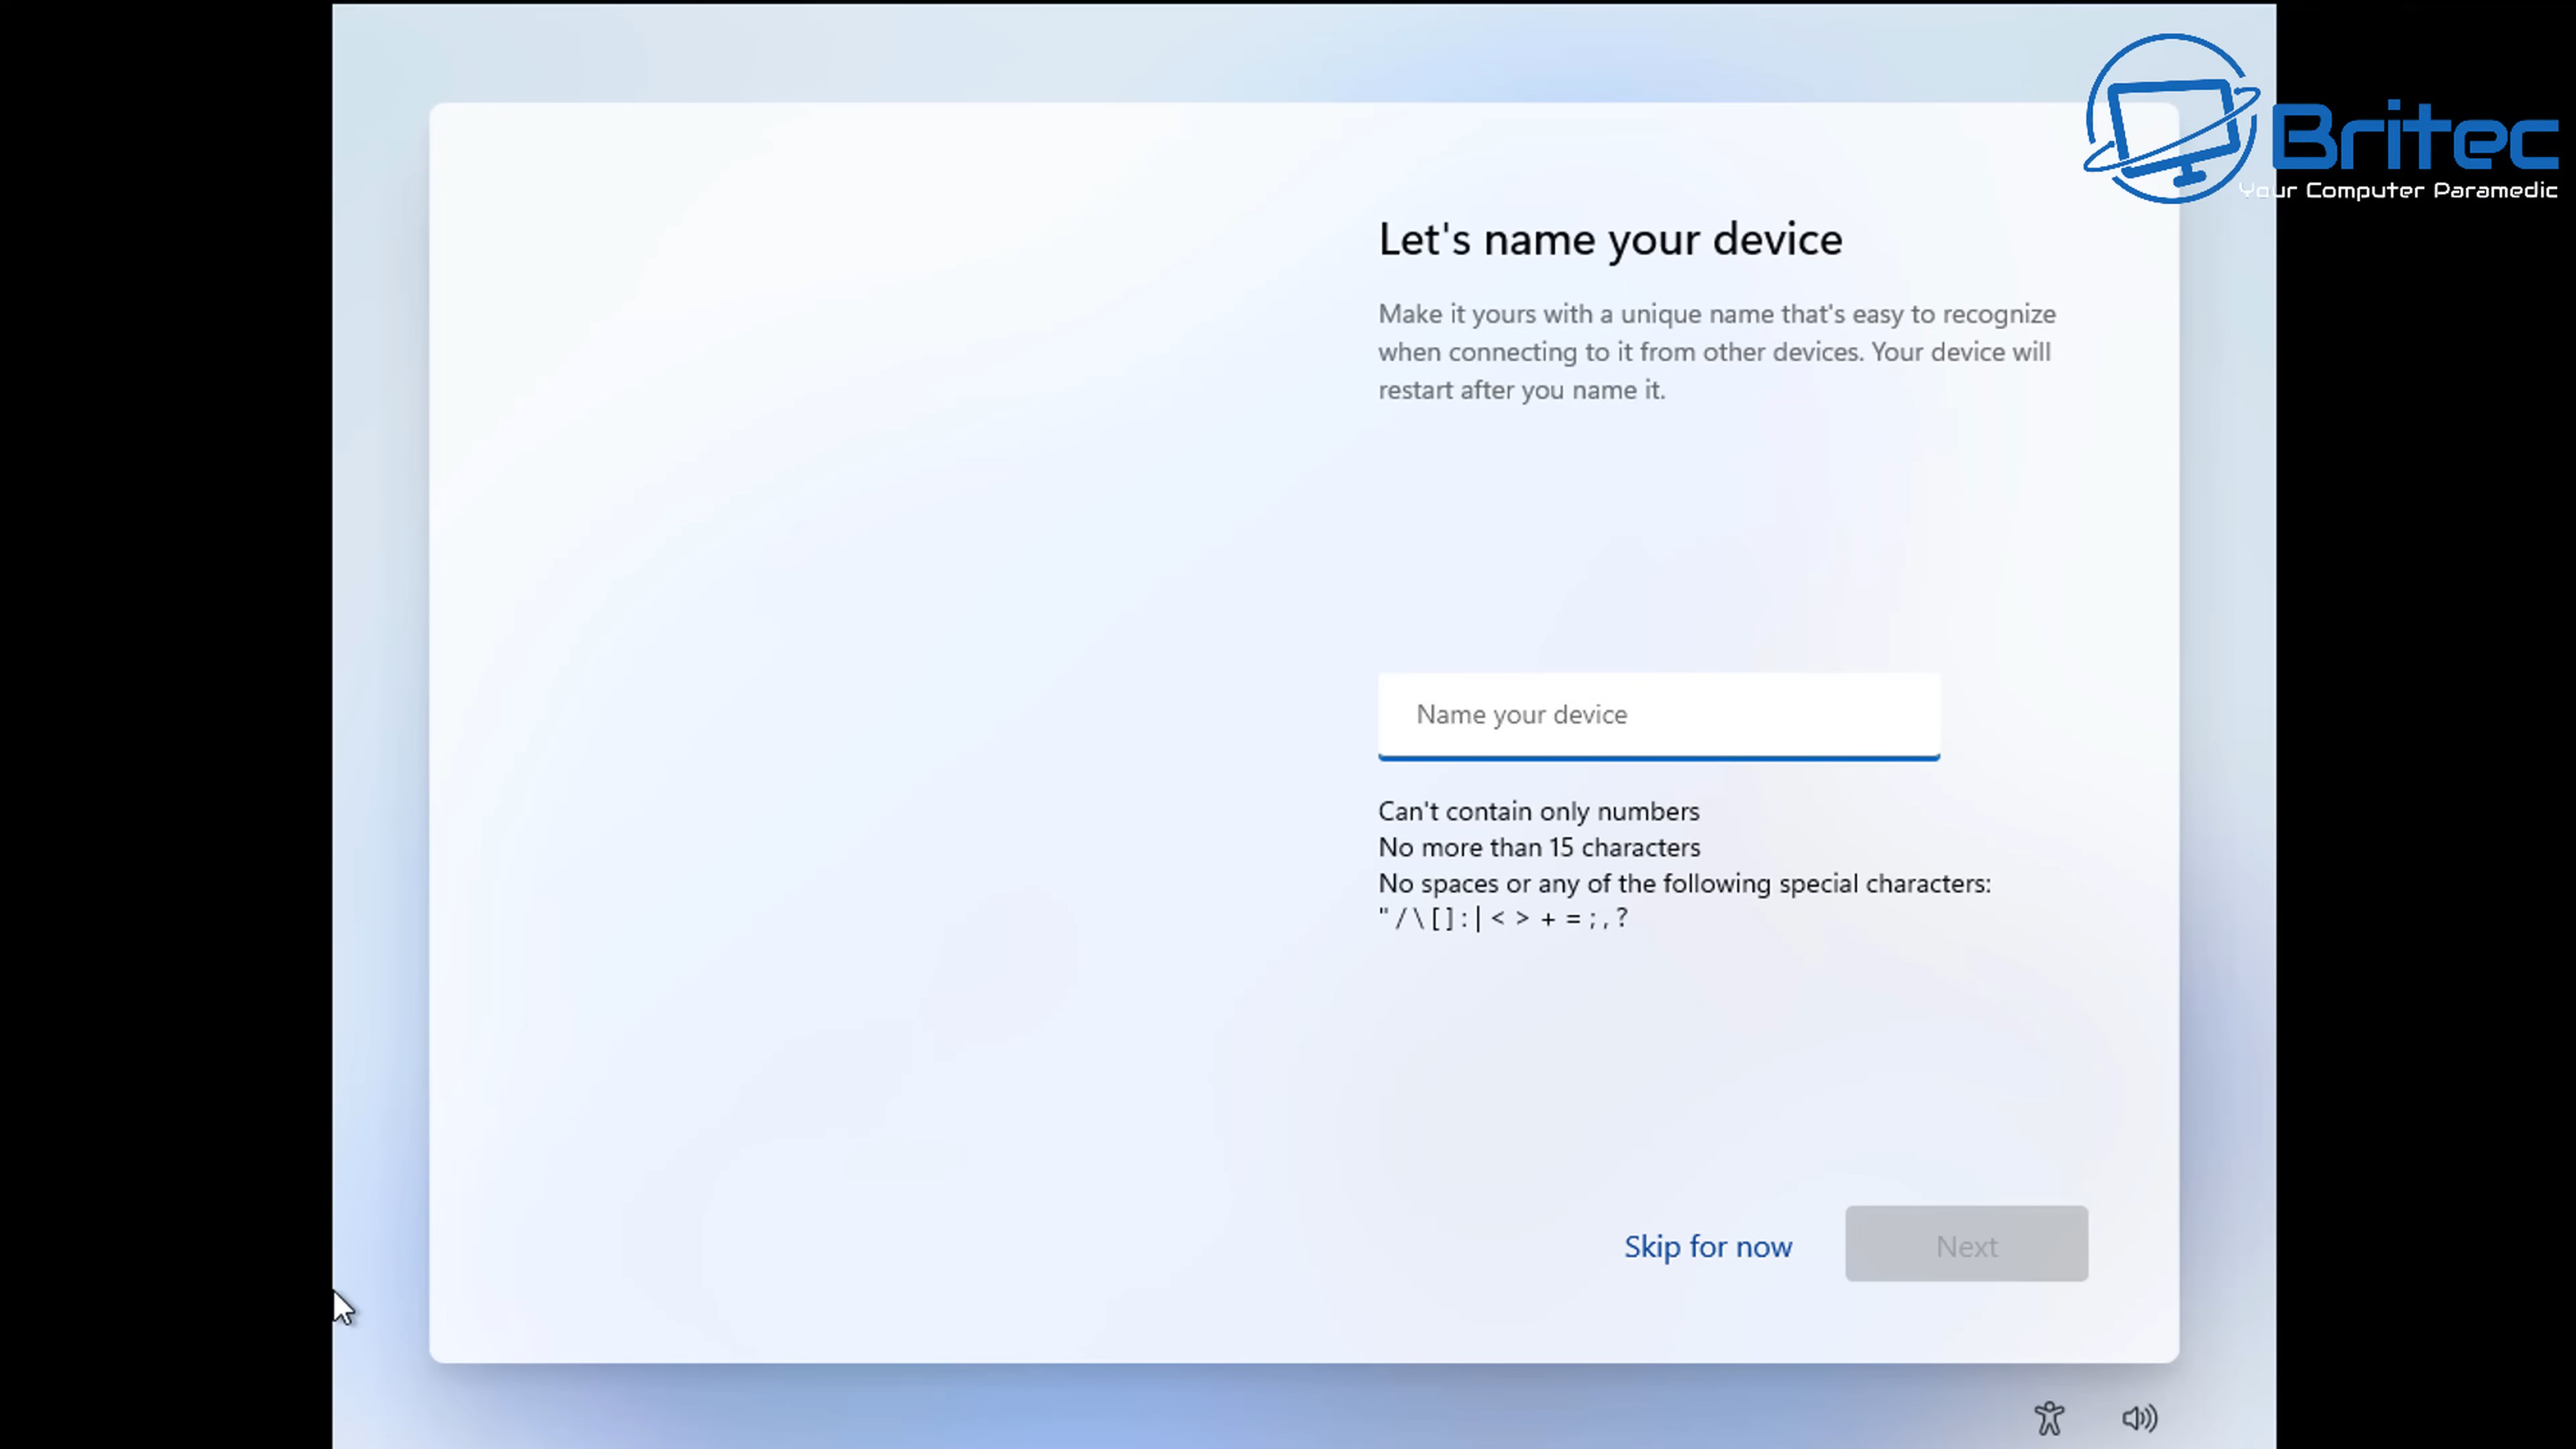 Britec
Your Computer Paramedic
Let's name your device
Make it yours with a unique name that's easy to recognize
when connecting to it from other devices. Your device will
restart after you name it.
Name your device
Can't contain only numbers
No more than 15 characters
No spaces or any of the following special characters:
" / \ [ ] : | < > + = ; , ?
Skip for now
Next